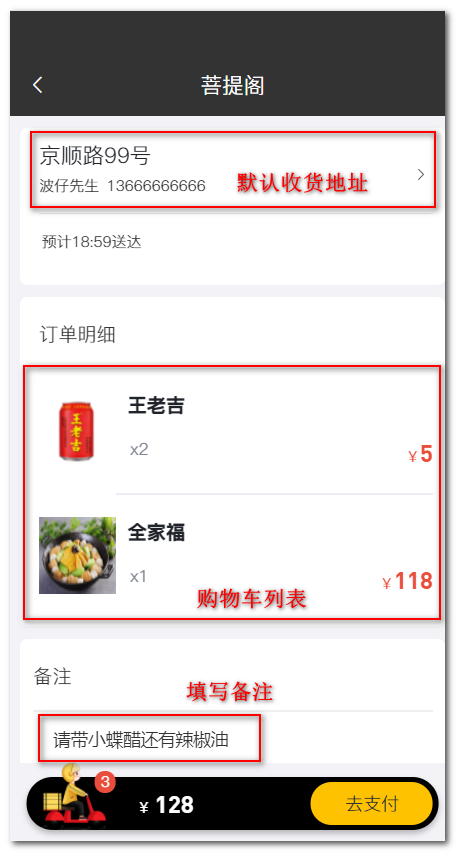 菩提阁
京顺路99号
波仔先生 13666666666
默认收货地址
预计18:59送达
订单明细
王老吉
王老吉
x2
¥5
全家福
x1
¥118
购物车列表
备注
填写备注
请带小蝶醋还有辣椒油
3
¥ 128
去支付